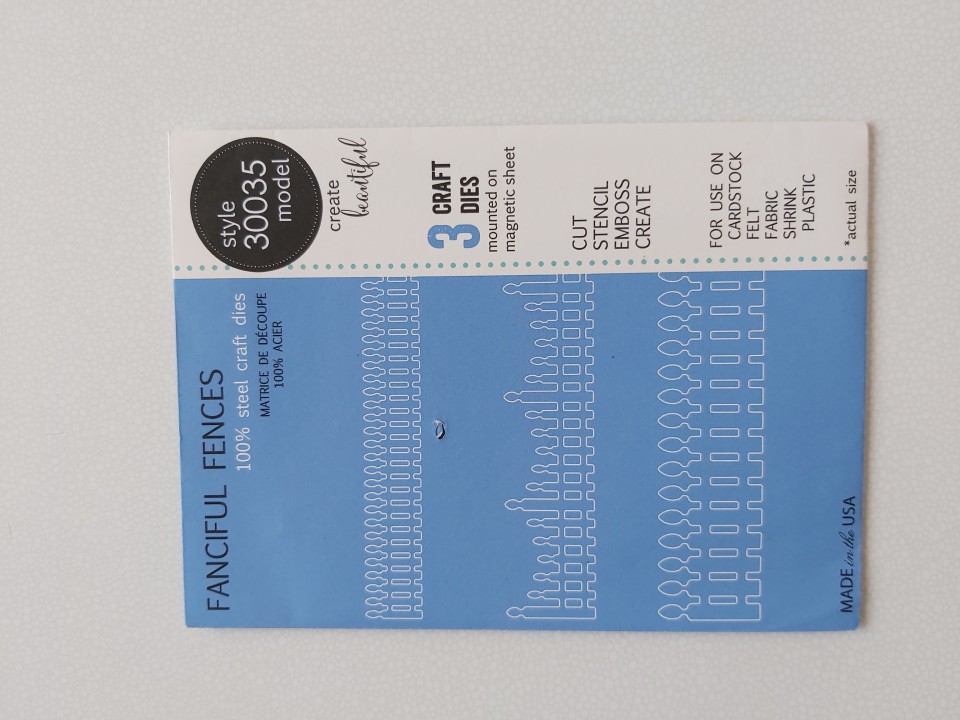 FANCIFUL FENCES
100% steel craft dies
MATRICE DE DÉCOUPE
100% ACIER
MADE in the USA
style
30035
model
create
beautiful
3 CRAFT
DIES
mounted on
magnetic sheet
CUT
STENCIL
EMBOSS
CREATE
FOR USE ON
CARDSTOCK
FELT
FABRIC
SHRINK
PLASTIC
*actual size